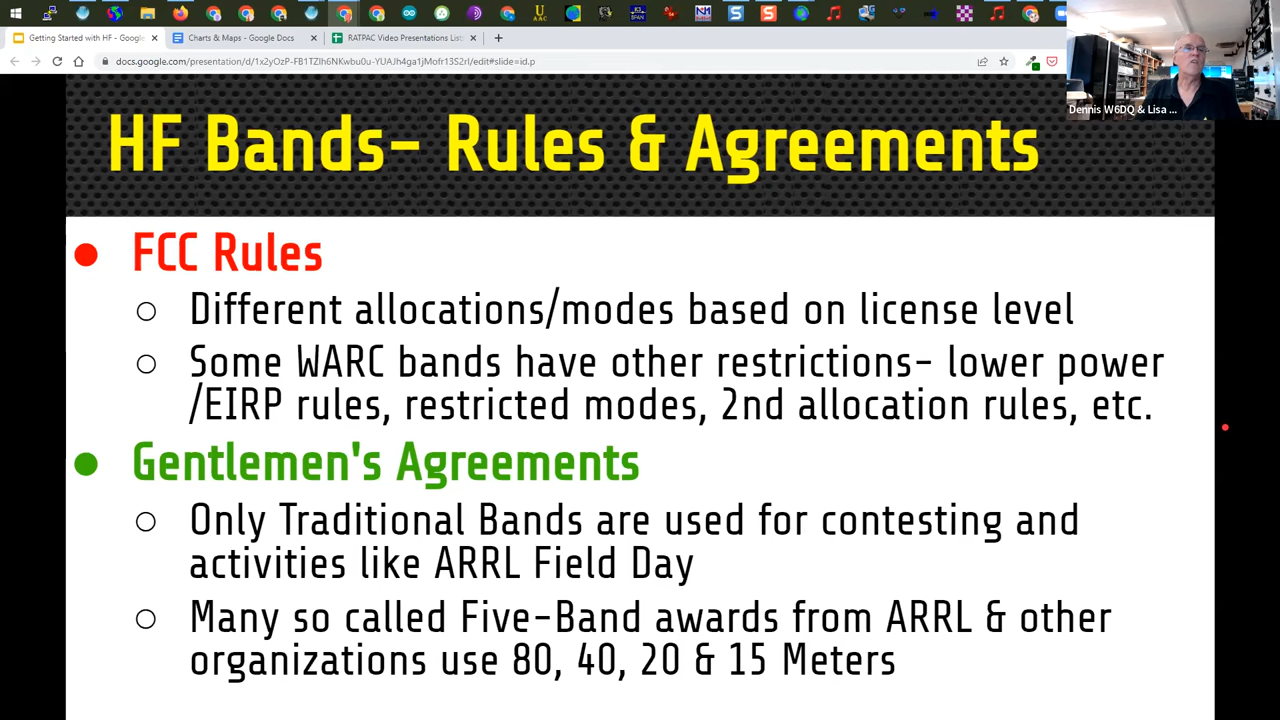 Getting Started with HF - Google
Charts & Maps - Google Docs
RATPAC Video Presentations List
docs.google.com/presentation/d/1x2yOzP-FB1TZlh6NKwbu0u-YUAJh4ga1jMofr13S2rl/edit#slide=id.p
Dennis W6DQ & Lisa ...
HF Bands- Rules & Agreements
● FCC Rules
○ Different allocations/modes based on license level
○ Some WARC bands have other restrictions- lower power
/EIRP rules, restricted modes, 2nd allocation rules, etc.
● Gentlemen's Agreements
○ Only Traditional Bands are used for contesting and
activities like ARRL Field Day
○ Many so called Five-Band awards from ARRL & other
organizations use 80, 40, 20 & 15 Meters